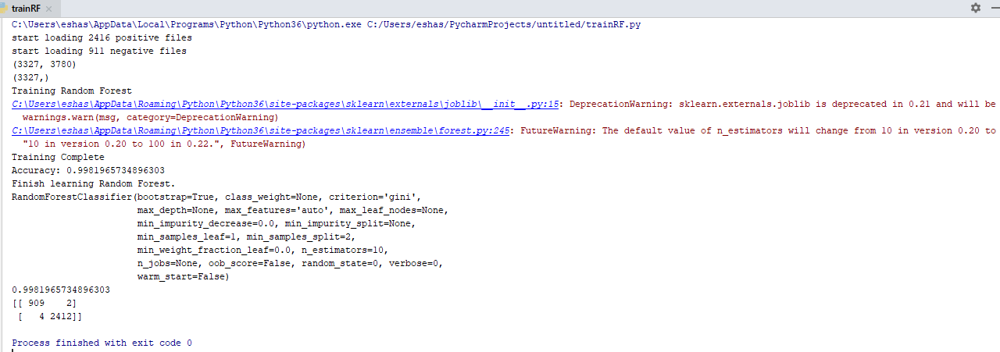 trainRF
C:\Users\eshas\AppData\Local\Programs\Python\Python36\python.exe C:/Users/eshas/PycharmProjects/untitled/trainRF.py
start loading 2416 positive files
start loading 911 negative files
(3327, 3780)
(3327,)
Training Random Forest
C:\Users\eshas\AppData\Roaming\Python\Python36\site-packages\sklearn\externals\joblib\__init__.py:15: DeprecationWarning: sklearn.externals.joblib is deprecated in 0.21 and will be
warnings.warn(msg, category=DeprecationWarning)
C:\Users\eshas\AppData\Roaming\Python\Python36\site-packages\sklearn\ensemble\forest.py:245: FutureWarning: The default value of n_estimators will change from 10 in version 0.20 to
"10 in version 0.20 to 100 in 0.22.", FutureWarning)
Training Complete
Accuracy: 0.9981965734896303
Finish learning Random Forest.
RandomForestClassifier(bootstrap=True, class_weight=None, criterion='gini',
max_depth=None, max_features='auto', max_leaf_nodes=None,
min_impurity_decrease=0.0, min_impurity_split=None,
min_samples_leaf=1, min_samples_split=2,
min_weight_fraction_leaf=0.0, n_estimators=10,
n_jobs=None, oob_score=False, random_state=0, verbose=0,
warm_start=False)
0.9981965734896303
[[ 909    2]
[   4 2412]]
Process finished with exit code 0